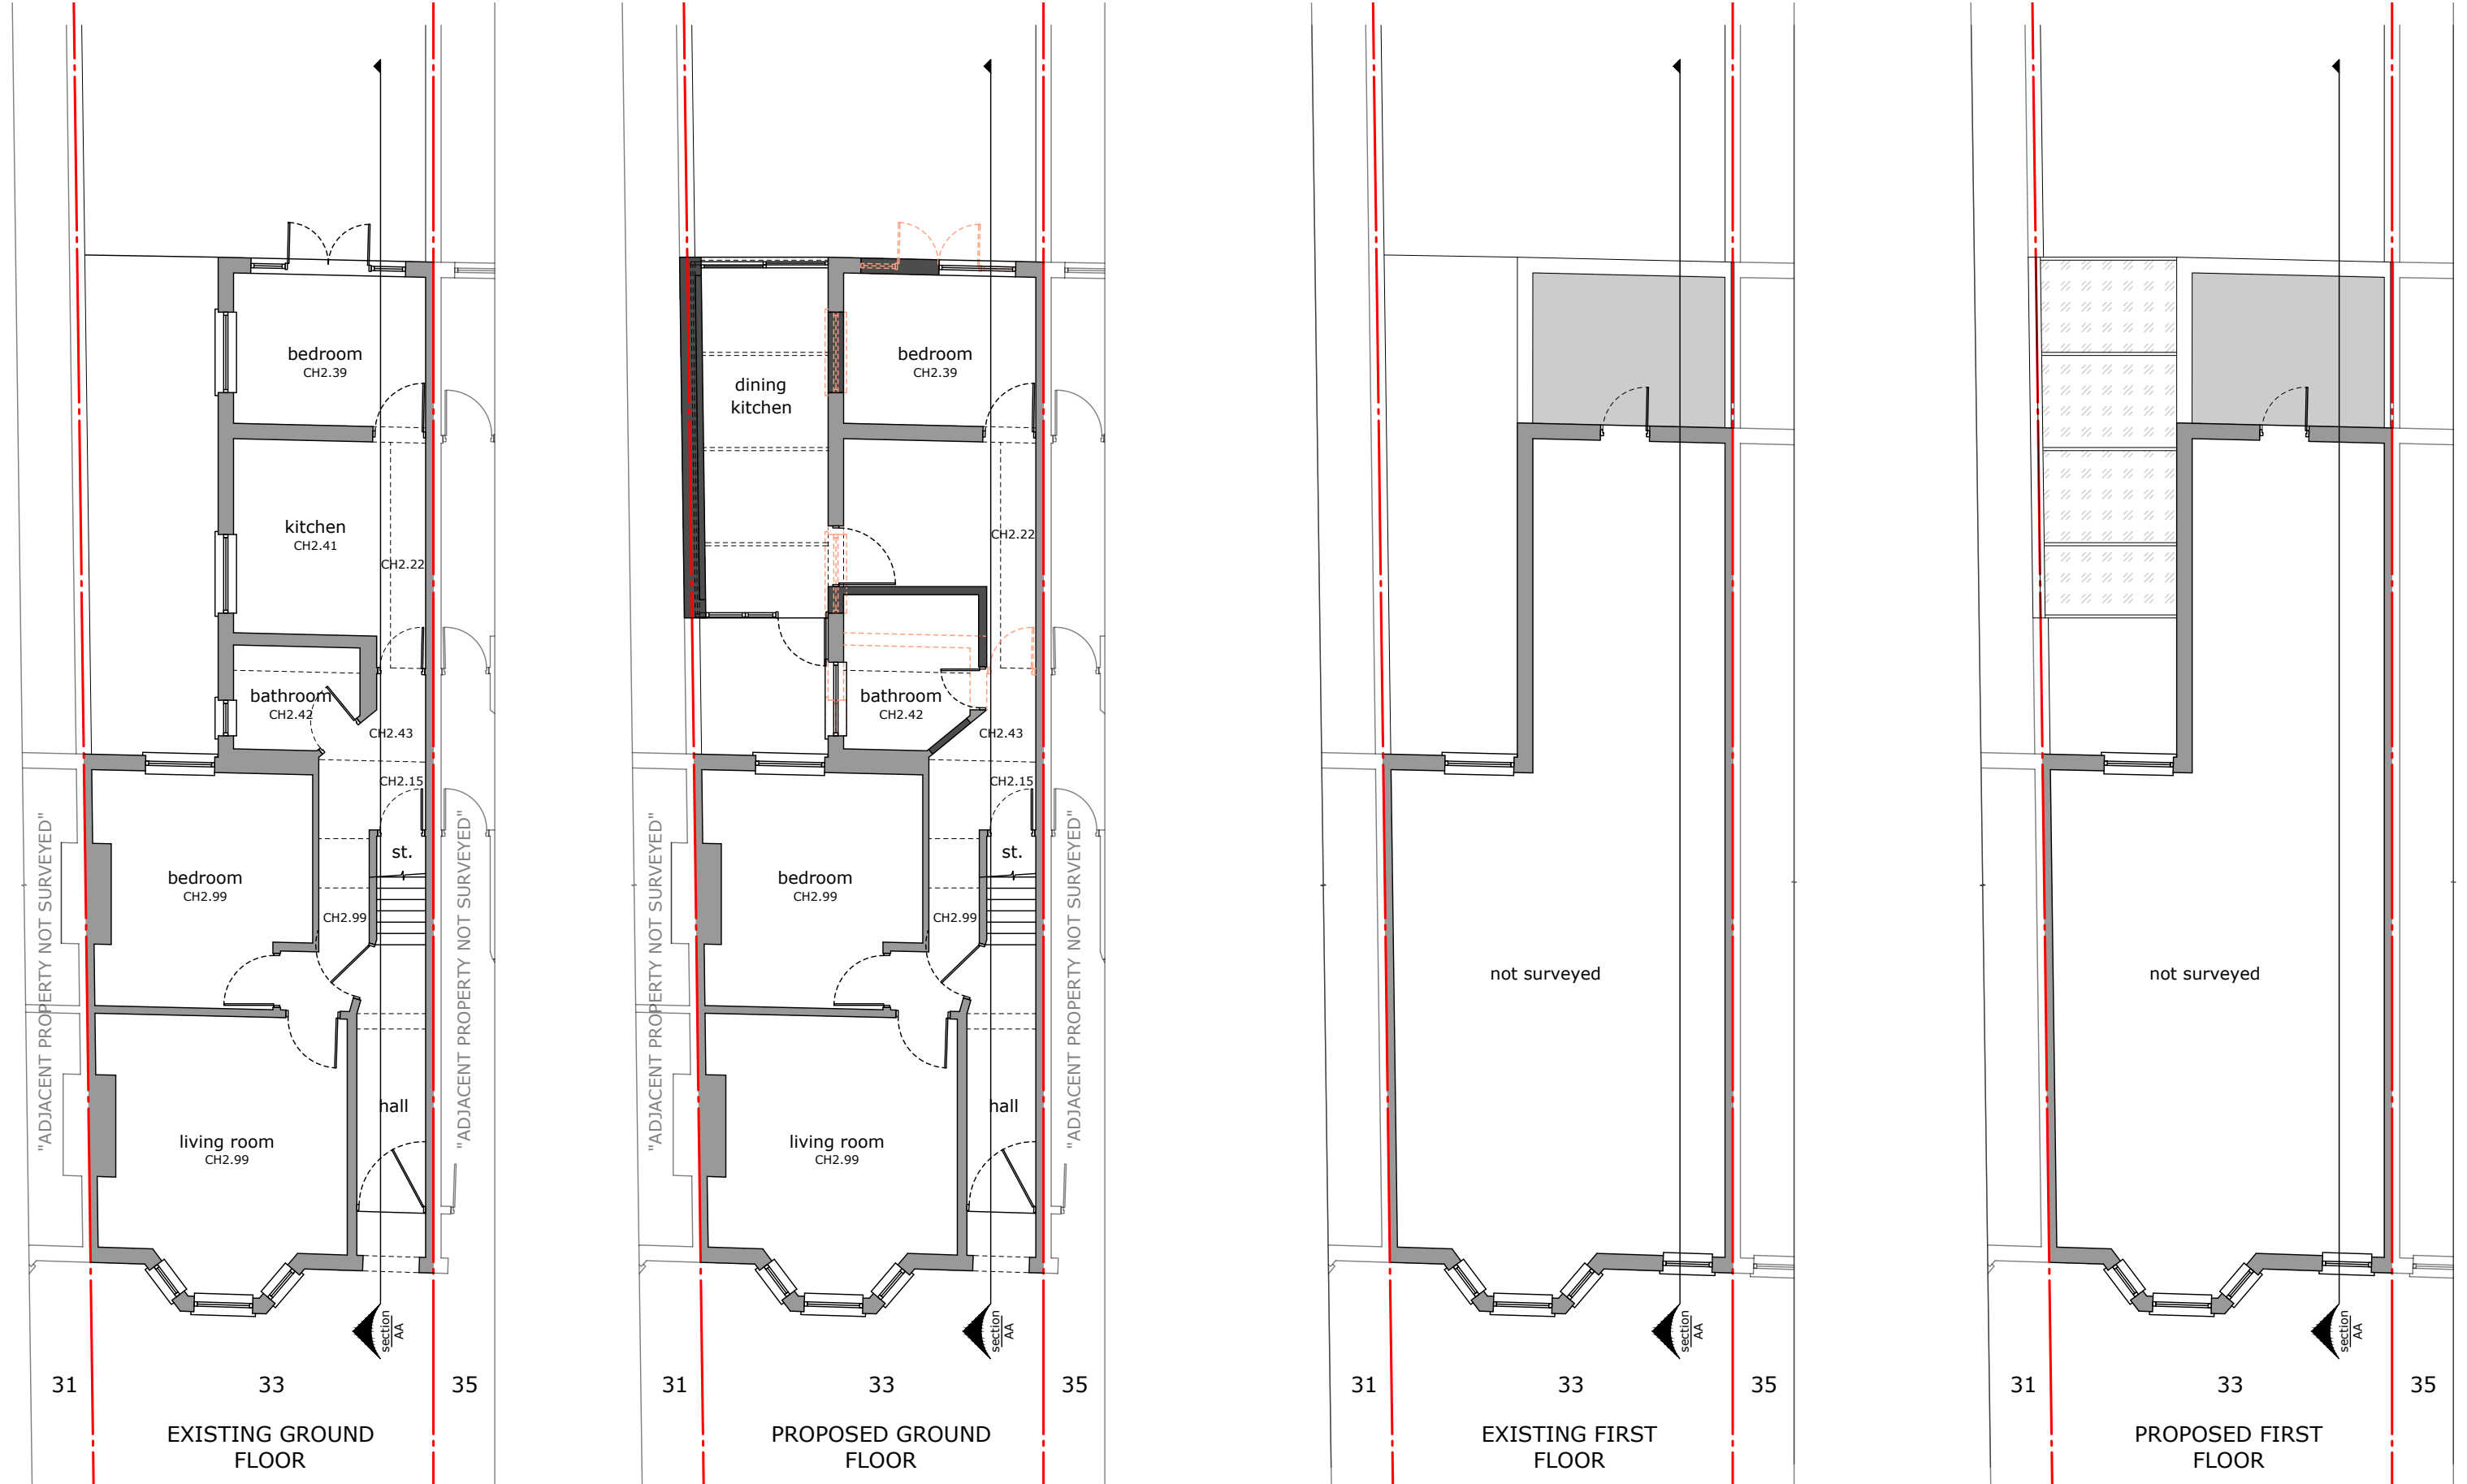 bedroom
CH2.39
kitchen
CH2.41
CH2.22
bathroom
CH2.42
CH2.43
CH2.15
st.
bedroom
CH2.99
CH2.99
"ADJACENT PROPERTY NOT SURVEYED"
"ADJACENT PROPERTY NOT SURVEYED"
hall
living room
CH2.99
section
AA
31
33
35
EXISTING GROUND
FLOOR
bedroom
CH2.39
dining
kitchen
CH2.22
bathroom
CH2.42
CH2.43
CH2.15
st.
bedroom
CH2.99
CH2.99
"ADJACENT PROPERTY NOT SURVEYED"
"ADJACENT PROPERTY NOT SURVEYED"
hall
living room
CH2.99
section
AA
31
33
35
PROPOSED GROUND
FLOOR
not surveyed
section
AA
31
33
35
EXISTING FIRST
FLOOR
not surveyed
section
AA
31
33
35
PROPOSED FIRST
FLOOR